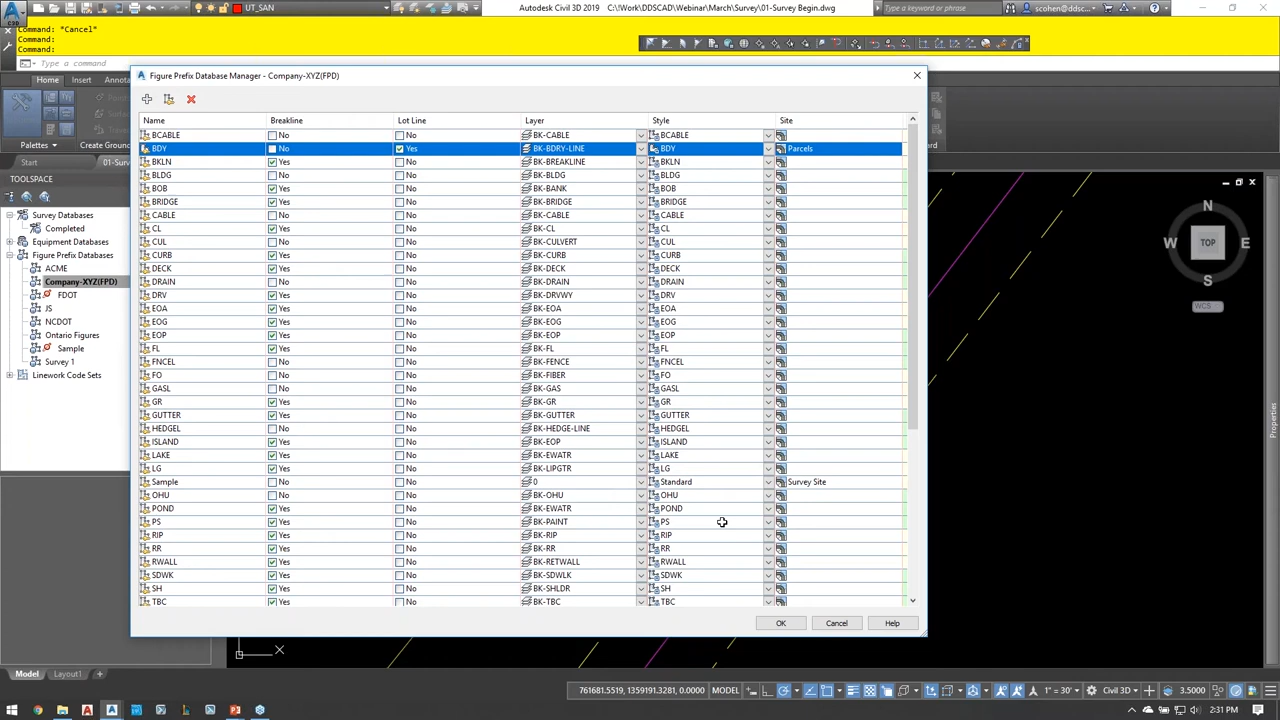 UT_SAN
Autodesk Civil 3D 2019 C:\Work\DDSCAD\Webinar\March\Survey\01-Survey Begin.dwg
Type a keyword or phrase
scohen@ddsc...
C3D
Command: *Cancel*
Command:
Command:
Type a command
Home Insert Annota
Palettes Create Ground
Start 01-Su
TOOLSPACE
Survey Databases
Completed
Equipment Databases
Figure Prefix Databases
ACME
Company-XYZ(FPD)
FDOT
JS
NCDOT
Ontario Figures
Sample
Survey 1
Linework Code Sets
Figure Prefix Database Manager - Company-XYZ(FPD)
Name Breakline Lot Line Layer Style Site
BCABLE No No BK-CABLE BCABLE
BDY No Yes BK-BDRY-LINE BDY Parcels
BKLN Yes No BK-BREAKLINE BKLN
BLDG No No BK-BLDG BLDG
BOB Yes No BK-BANK BOB
BRIDGE Yes No BK-BRIDGE BRIDGE
CABLE No No BK-CABLE CABLE
CL Yes No BK-CL CL
CUL No No BK-CULVERT CUL
CURB Yes No BK-CURB CURB
DECK Yes No BK-DECK DECK
DRAIN No No BK-DRAIN DRAIN
DRV Yes No BK-DRVWY DRV
EOA Yes No BK-EOA EOA
EOG Yes No BK-EOG EOG
EOP Yes No BK-EOP EOP
FL Yes No BK-FL FL
FNCEL No No BK-FENCE FNCEL
FO No No BK-FIBER FO
GASL No No BK-GAS GASL
GR Yes No BK-GR GR
GUTTER Yes No BK-GUTTER GUTTER
HEDGEL No No BK-HEDGE-LINE HEDGEL
ISLAND Yes No BK-EOP ISLAND
LAKE Yes No BK-EWATR LAKE
LG Yes No BK-LIPGTR LG
Sample No No 0 Standard Survey Site
OHU No No BK-OHU OHU
POND Yes No BK-EWATR POND
PS Yes No BK-PAINT PS
RIP Yes No BK-RIP RIP
RR Yes No BK-RR RR
RWALL Yes No BK-RETWALL RWALL
SDWK Yes No BK-SDWLK SDWK
SH Yes No BK-SHLDR SH
TBC Yes No BK-TBC TBC
OK Cancel Help
N
W TOP E
S
WCS
Properties
X
Model Layout1 +
761681.5519, 1359191.3281, 0.0000 MODEL 1" = 30' Civil 3D 3.5000
2:31 PM